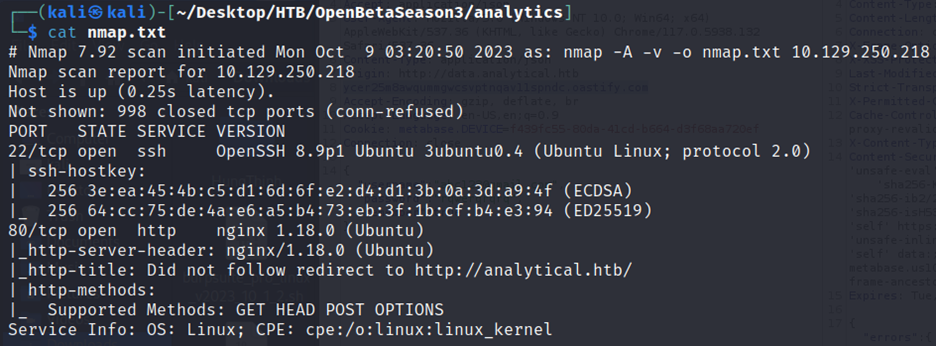 ┌──(kali㉿kali)-[~/Desktop/HTB/OpenBetaSeason3/analytics]
└─$ cat nmap.txt
# Nmap 7.92 scan initiated Mon Oct  9 03:20:50 2023 as: nmap -A -v -o nmap.txt 10.129.250.218
Nmap scan report for 10.129.250.218
Host is up (0.25s latency).
Not shown: 998 closed tcp ports (conn-refused)
PORT   STATE SERVICE VERSION
22/tcp open  ssh     OpenSSH 8.9p1 Ubuntu 3ubuntu0.4 (Ubuntu Linux; protocol 2.0)
| ssh-hostkey:
|   256 3e:ea:45:4b:c5:d1:6d:6f:e2:d4:d1:3b:0a:3d:a9:4f (ECDSA)
|_  256 64:cc:75:de:4a:e6:a5:b4:73:eb:3f:1b:cf:b4:e3:94 (ED25519)
80/tcp open  http    nginx 1.18.0 (Ubuntu)
|_http-server-header: nginx/1.18.0 (Ubuntu)
|_http-title: Did not follow redirect to http://analytical.htb/
| http-methods:
|_  Supported Methods: GET HEAD POST OPTIONS
Service Info: OS: Linux; CPE: cpe:/o:linux:linux_kernel